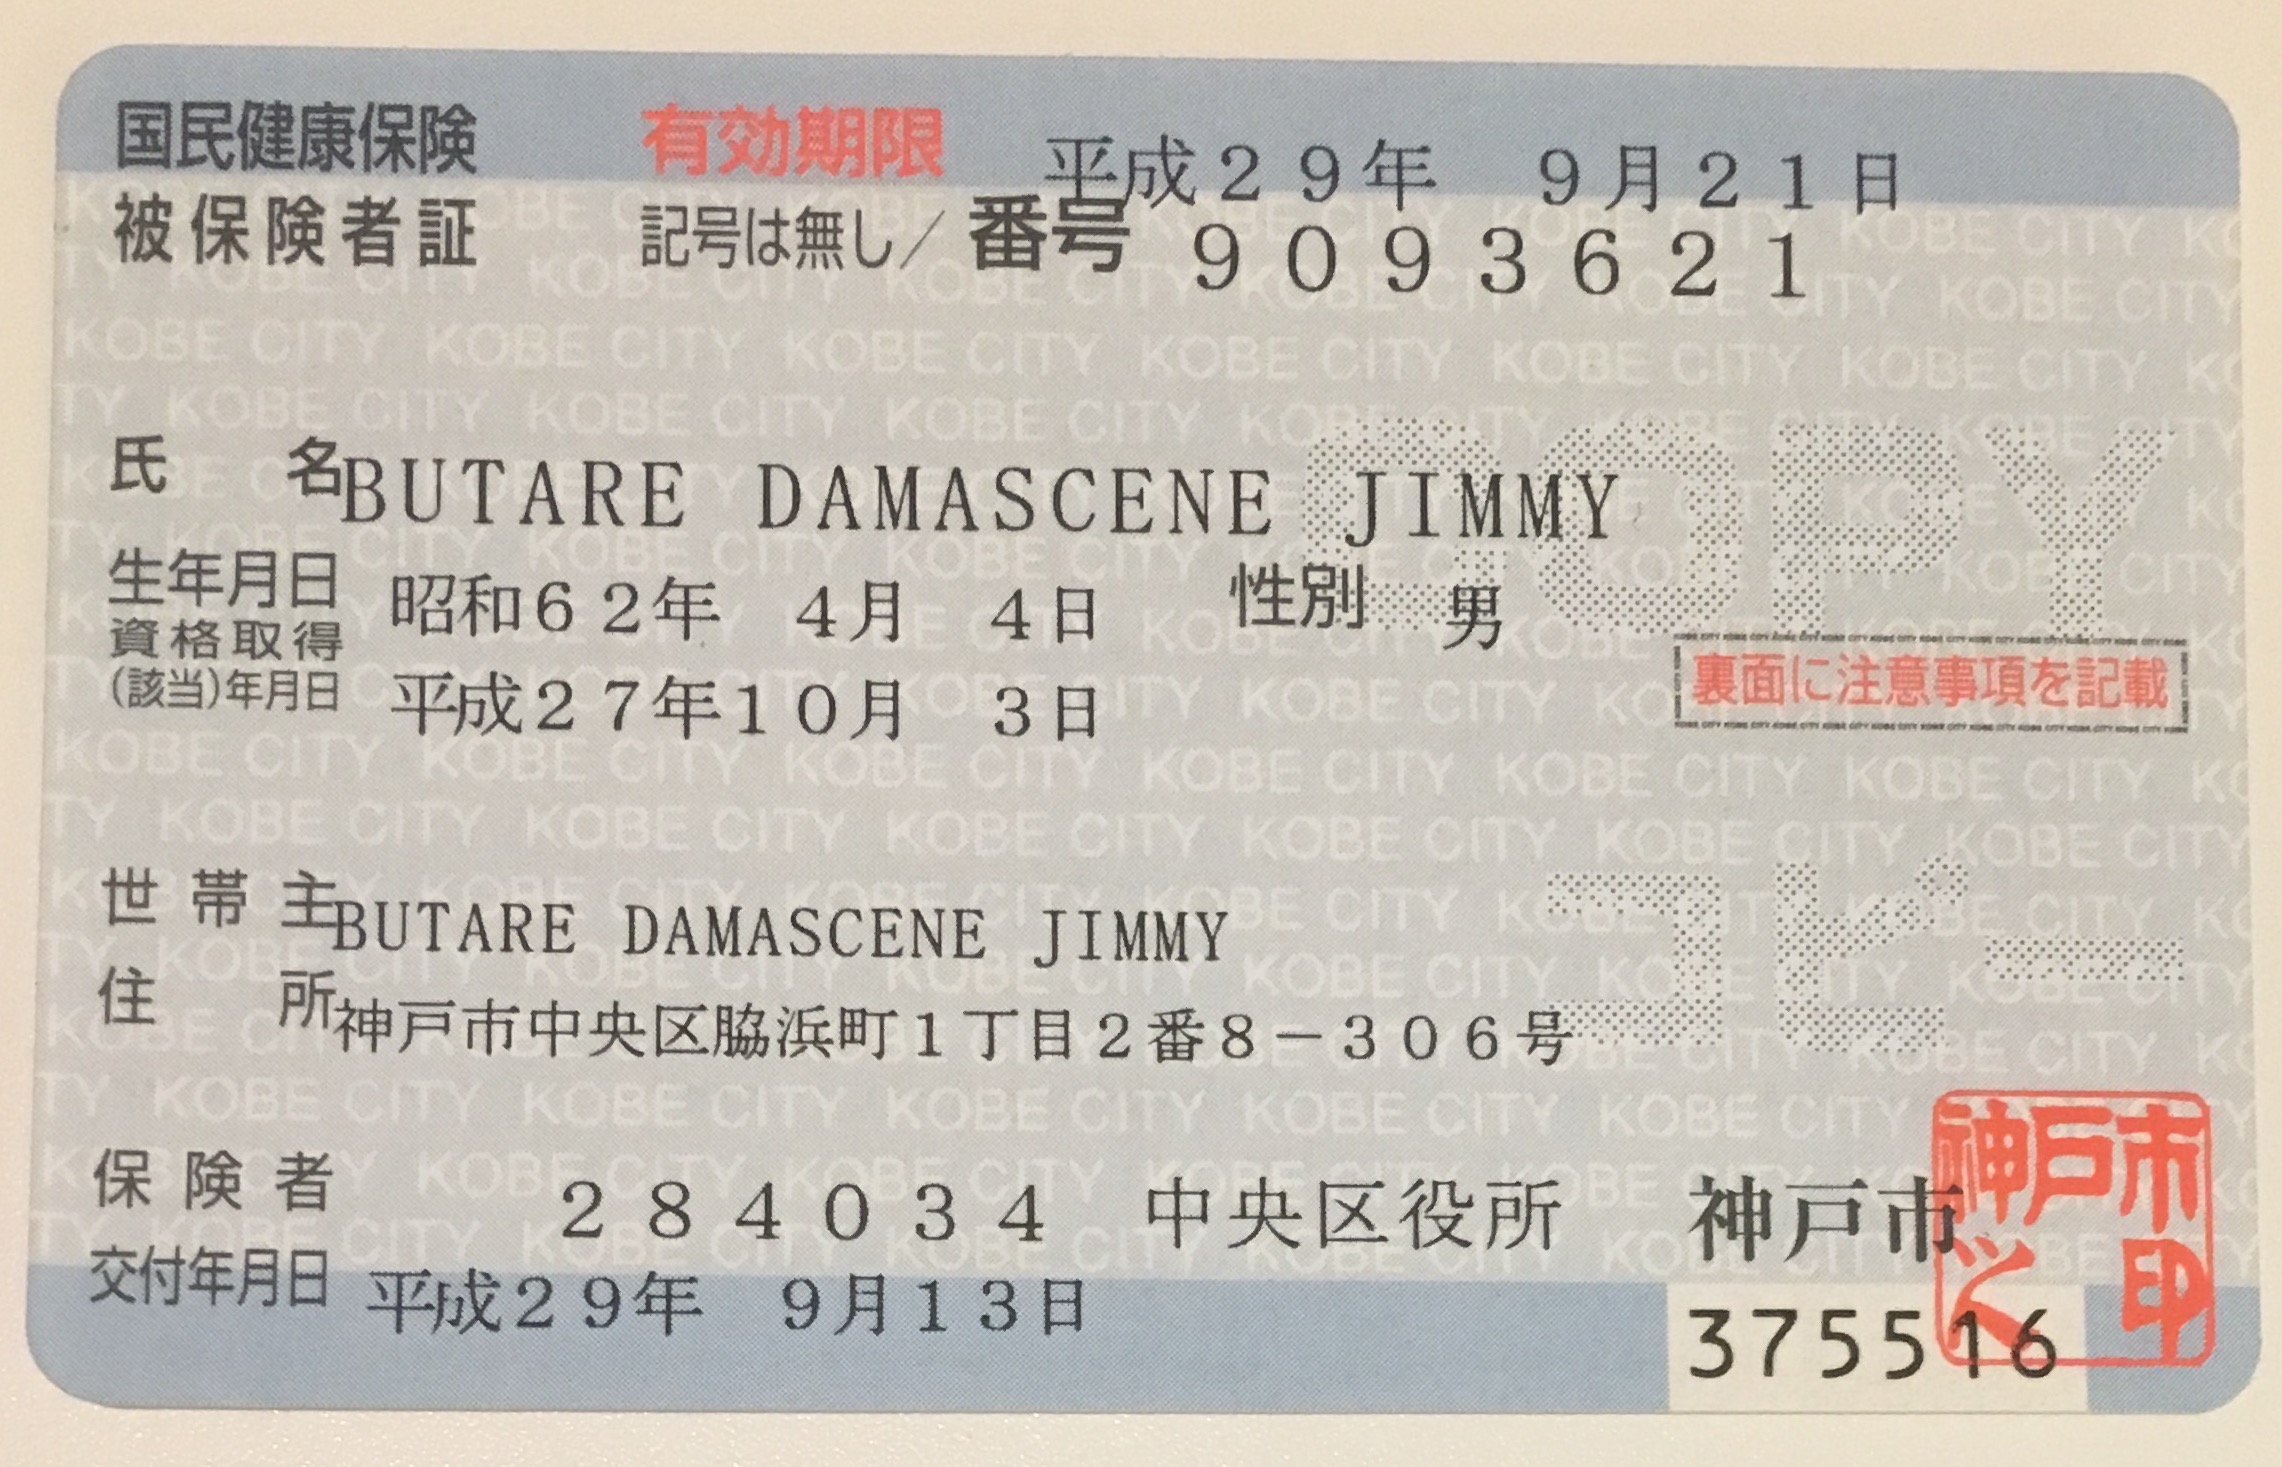 国民健康保険 有効期限 平成29年 9月21日
被保険者証 記号は無し/番号 9093621
氏名 BUTARE DAMASCENE JIMMY
生年月日 昭和62年 4月 4日 性別 男
資格取得
(該当)年月日 平成27年10月 3日
裏面に注意事項を記載
COPY
世帯主 BUTARE DAMASCENE JIMMY
住所 神戸市中央区脇浜町1丁目2番8-306号
コピー
保険者 284034 中央区役所 神戸市
神戸市之印
交付年月日 平成29年 9月13日
375516
KOBE CITY